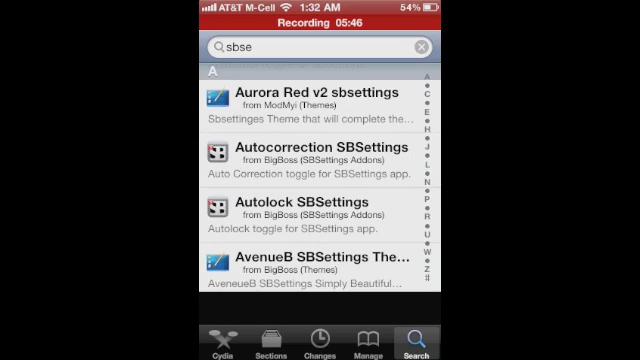 AT&T M-Cell 1:32 AM 54%
Recording 05:46
sbse
A
Aurora Red v2 sbsettings
from ModMyi (Themes)
Sbsettinges Theme that will complete the...
Autocorrection SBSettings
from BigBoss (SBSettings Addons)
Auto Correction toggle for SBSettings app.
Autolock SBSettings
from BigBoss (SBSettings Addons)
Autolock toggle for SBSettings app.
AvenueB SBSettings The...
from BigBoss (Themes)
AveneueB SBSettings Simply Beautiful...
A
C
E
H
J
L
N
P
R
U
W
Z
#
Cydia Sections Changes Manage Search